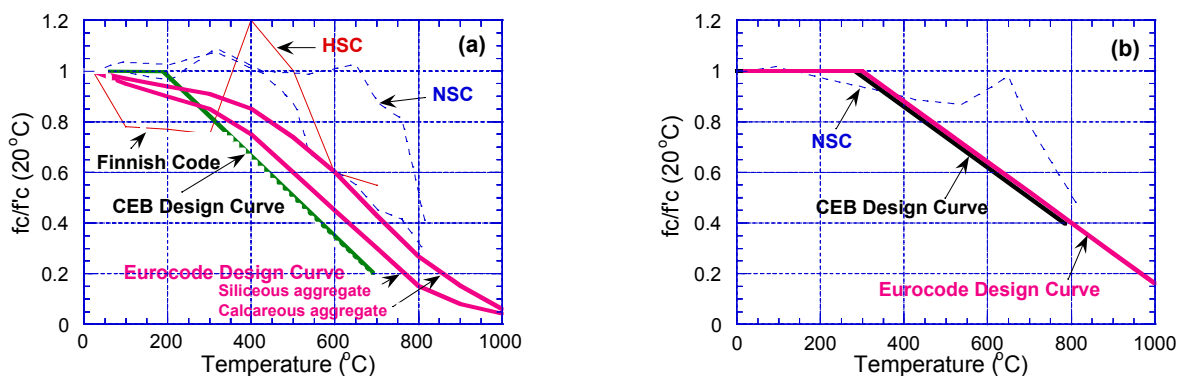 1.2
1
0.8
0.6
0.4
0.2
0
fc/f'c (20°C)
(a)
HSC
NSC
Finnish Code
CEB Design Curve
Eurocode Design Curve
Siliceous aggregate
Calcareous aggregate
0 200 400 600 800 1000
Temperature (°C)
1.2
1
0.8
0.6
0.4
0.2
0
fc/f'c (20°C)
(b)
NSC
CEB Design Curve
Eurocode Design Curve
0 200 400 600 800 1000
Temperature (°C)